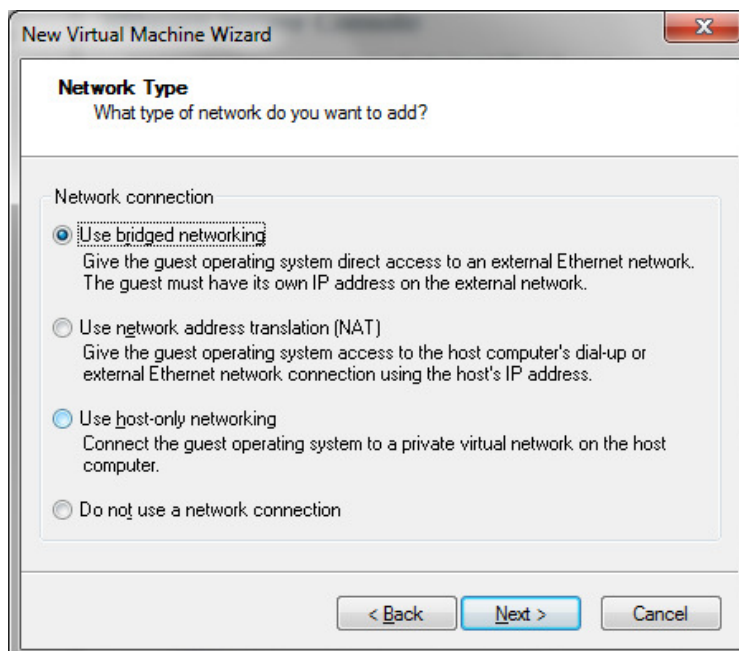 New Virtual Machine Wizard
Network Type
What type of network do you want to add?
Network connection
Use bridged networking
Give the guest operating system direct access to an external Ethernet network.
The guest must have its own IP address on the external network.
Use network address translation (NAT)
Give the guest operating system access to the host computer's dial-up or
external Ethernet network connection using the host's IP address.
Use host-only networking
Connect the guest operating system to a private virtual network on the host
computer.
Do not use a network connection
< Back Next > Cancel